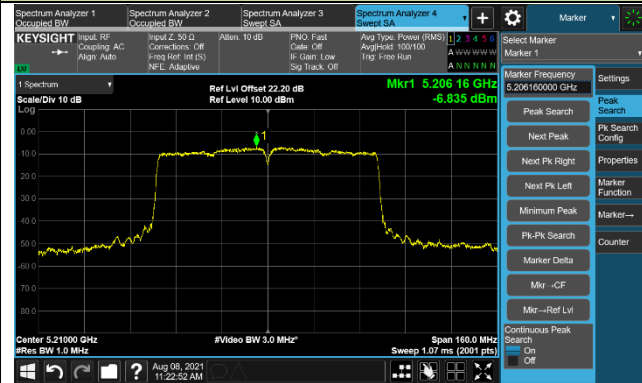 Spectrum Analyzer 1
Occupied BW
Spectrum Analyzer 2
Occupied BW
Spectrum Analyzer 3
Swept SA
Spectrum Analyzer 4
Swept SA
+
Marker
KEYSIGHT
Input: RF
Coupling: AC
Align: Auto
Input Z: 50 Ω
Corrections: Off
Freq Ref: Int (S)
NFE: Adaptive
Atten: 10 dB
PNO: Fast
Gate: Off
IF Gain: Low
Sig Track: Off
Avg Type: Power (RMS)
Avg|Hold: 100/100
Trig: Free Run
1 2 3 4 5 6
A W W W W W
A N N N N N
LXI
Select Marker
Marker 1
1 Spectrum
Scale/Div 10 dB
Ref Lvl Offset 22.20 dB
Ref Level 10.00 dBm
Mkr1 5.206 16 GHz
-6.835 dBm
Log
0.00
-10.0
-20.0
-30.0
-40.0
-50.0
-60.0
-70.0
-80.0
1
Center 5.21000 GHz
#Res BW 1.0 MHz
#Video BW 3.0 MHz*
Span 160.0 MHz
Sweep 1.07 ms (2001 pts)
Marker Frequency
5.206160000 GHz
Peak Search
Next Peak
Next Pk Right
Next Pk Left
Minimum Peak
Pk-Pk Search
Marker Delta
Mkr→CF
Mkr→Ref Lvl
Continuous Peak
Search
On
Off
Settings
Peak
Search
Pk Search
Config
Properties
Marker
Function
Marker→
Counter
?
Aug 08, 2021
11:22:52 AM